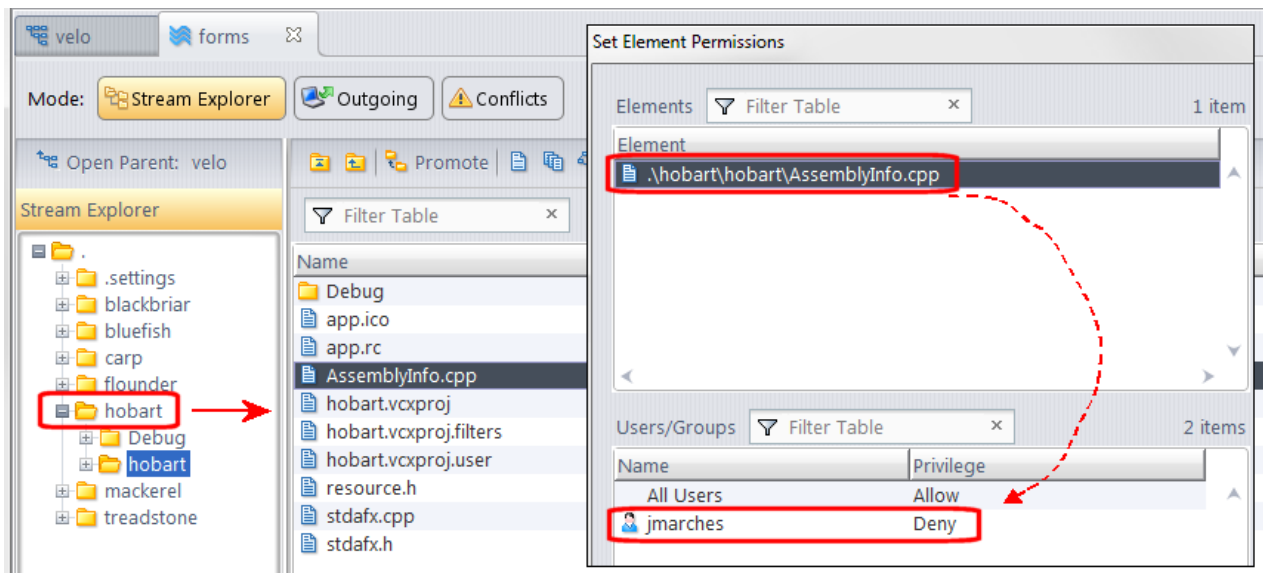 velo
forms
Mode:
Stream Explorer
Outgoing
Conflicts
Open Parent: velo
Promote
Stream Explorer
Filter Table
.
.settings
blackbriar
bluefish
carp
flounder
hobart
Debug
hobart
mackerel
treadstone
Name
Debug
app.ico
app.rc
AssemblyInfo.cpp
hobart.vcxproj
hobart.vcxproj.filters
hobart.vcxproj.user
resource.h
stdafx.cpp
stdafx.h
Set Element Permissions
Elements
Filter Table
1 item
Element
.\hobart\hobart\AssemblyInfo.cpp
Users/Groups
Filter Table
2 items
Name Privilege
All Users Allow
jmarches Deny